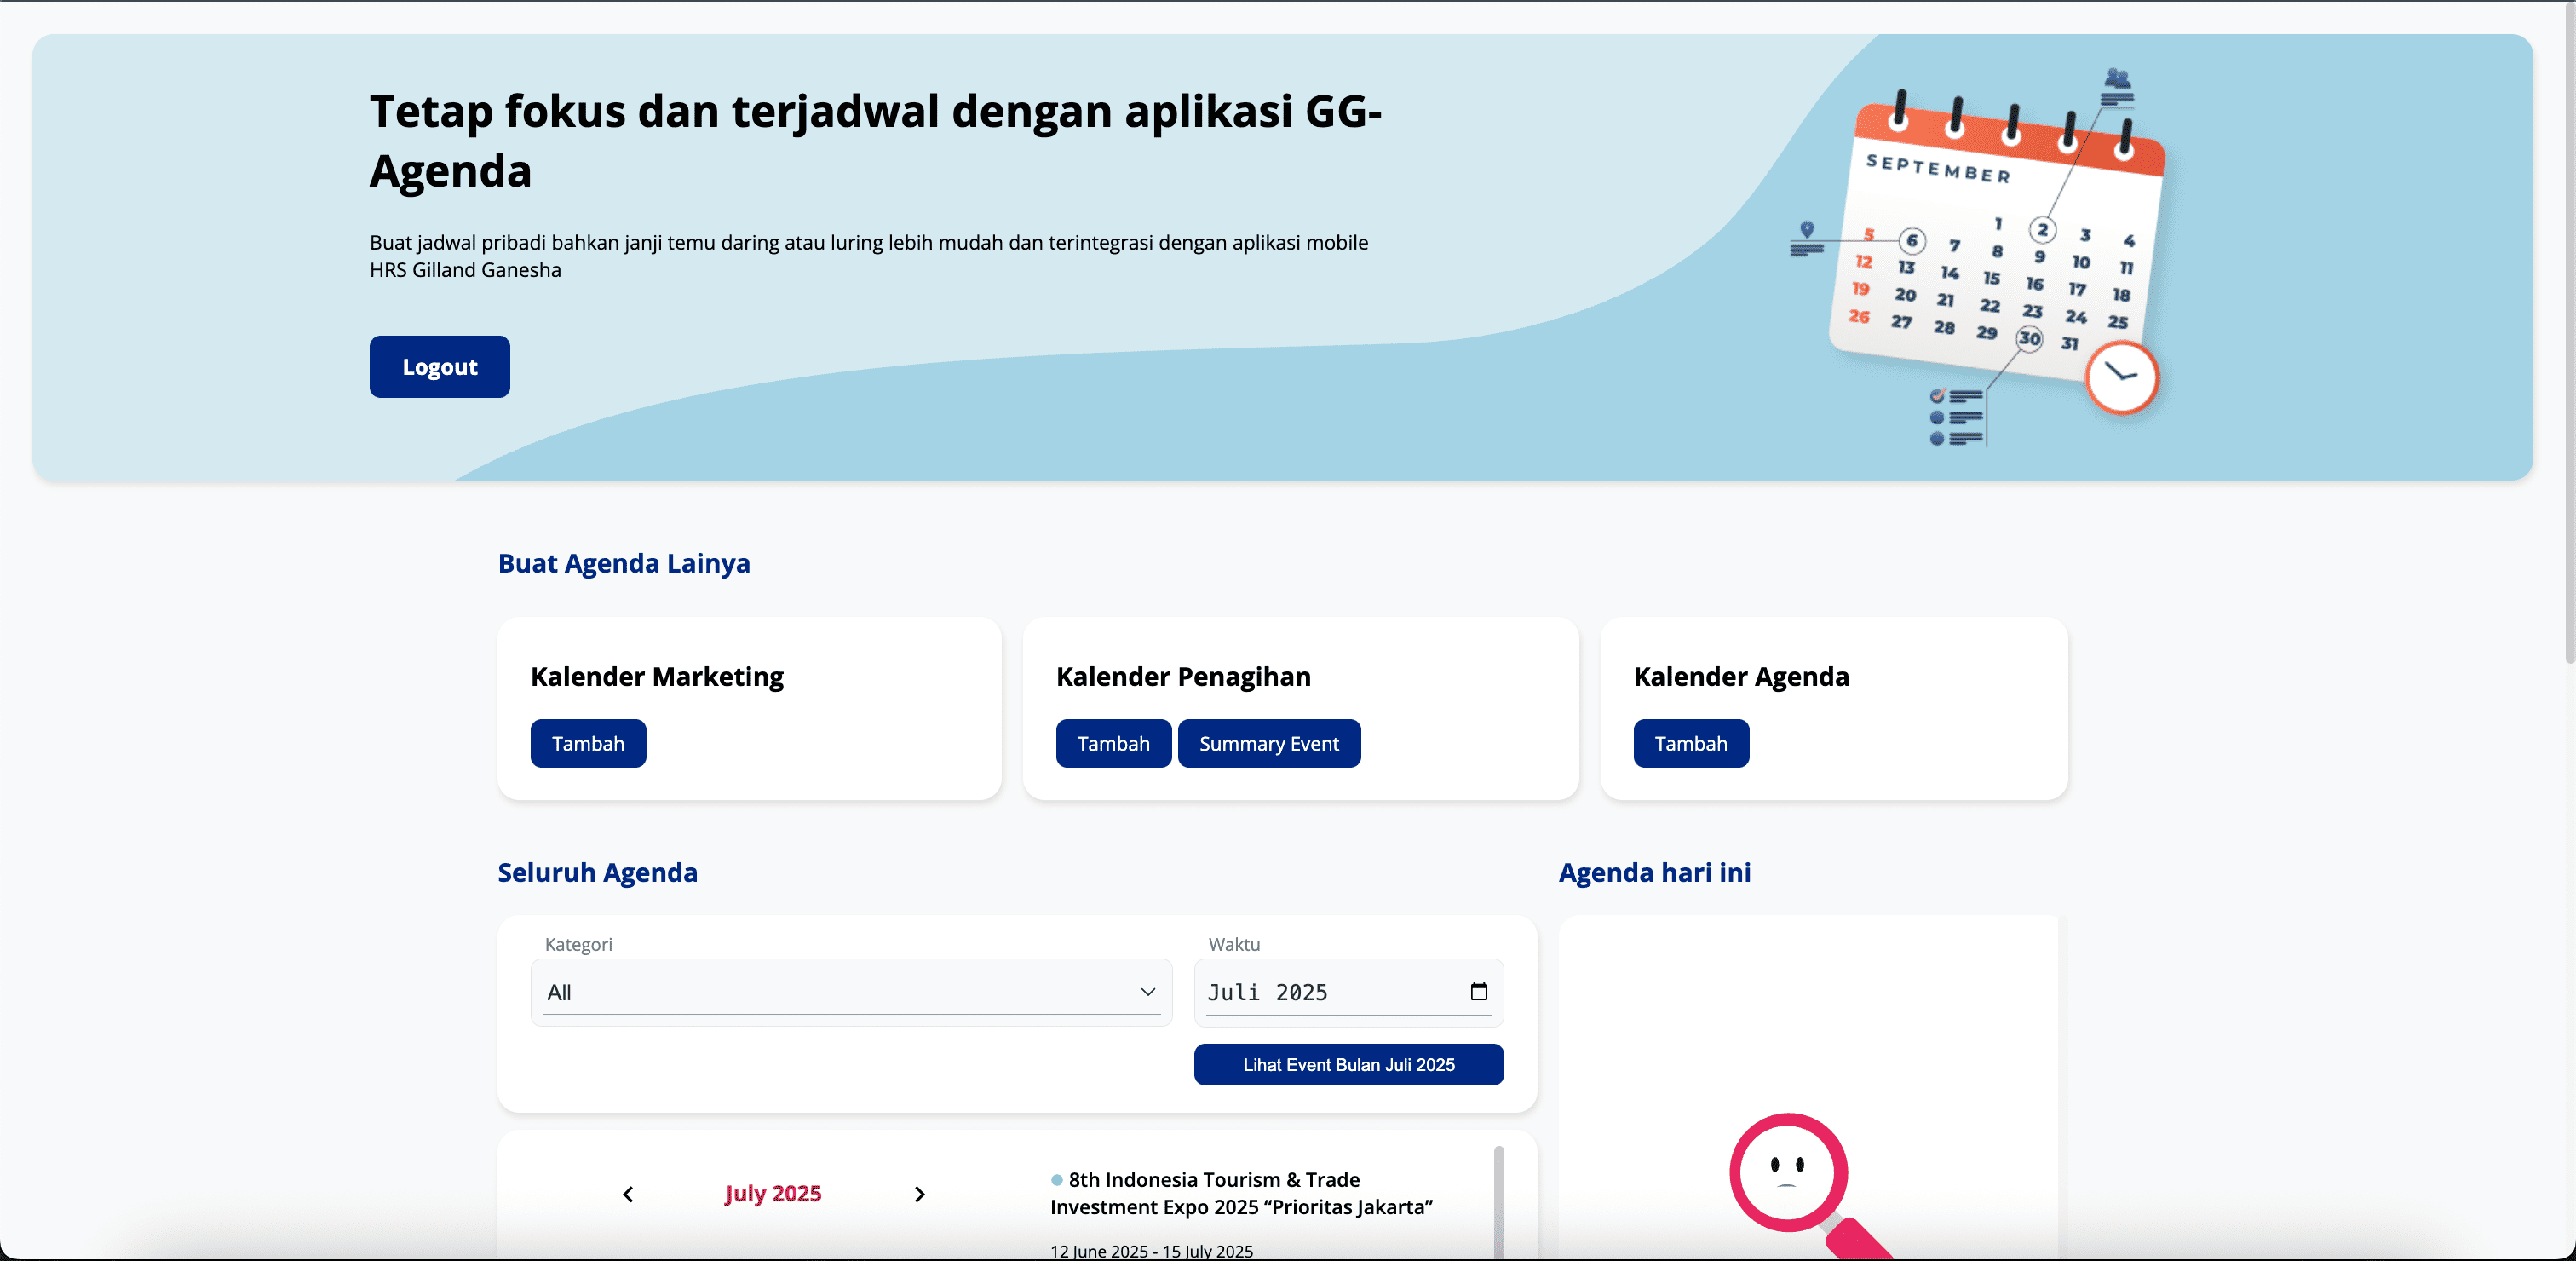 Tetap fokus dan terjadwal dengan aplikasi GG-
Agenda
Buat jadwal pribadi bahkan janji temu daring atau luring lebih mudah dan terintegrasi dengan aplikasi mobile
HRS Gilland Ganesha
Logout
SEPTEMBER
1 2 3 4
5 6 7 8 9 10 11
12 13 14 15 16 17 18
19 20 21 22 23 24 25
26 27 28 29 30 31
Buat Agenda Lainya
Kalender Marketing
Tambah
Kalender Penagihan
Tambah Summary Event
Kalender Agenda
Tambah
Seluruh Agenda
Kategori
All
Waktu
Juli 2025
Lihat Event Bulan Juli 2025
July 2025
8th Indonesia Tourism & Trade
Investment Expo 2025 “Prioritas Jakarta”
12 June 2025 - 15 July 2025
Agenda hari ini